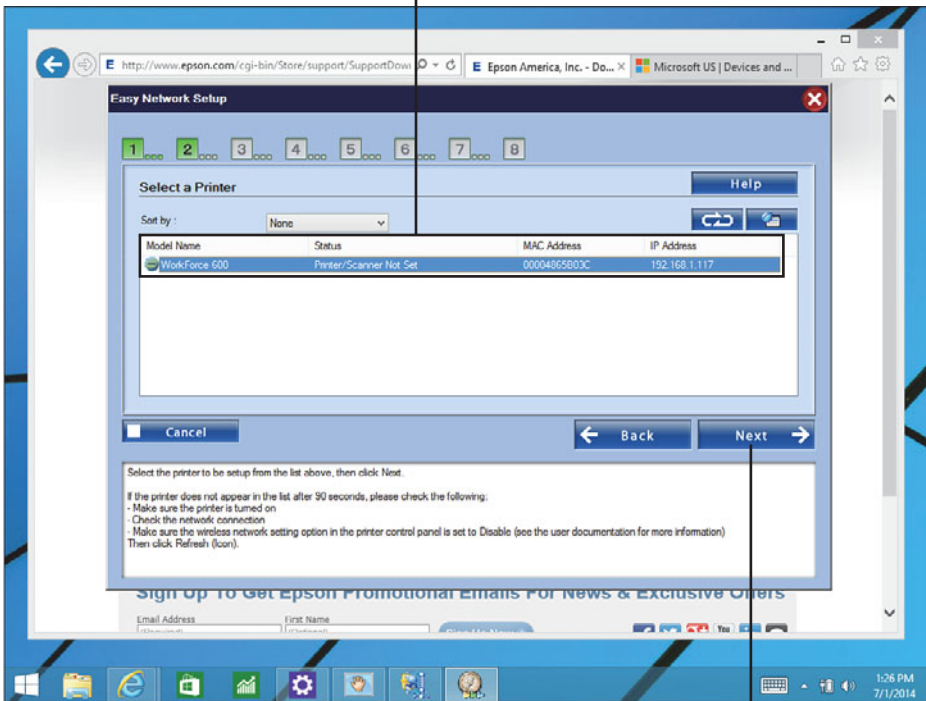 E http://www.epson.com/cgi-bin/Store/support/SupportDow
E Epson America, Inc. - Do... ×
Microsoft US | Devices and ...
Easy Network Setup
1 2 3 4 5 6 7 8
Select a Printer
Help
Sort by :
None
Model Name Status MAC Address IP Address
WorkForce 600 Printer/Scanner Not Set 00004865B03C 192.168.1.117
Cancel
Back
Next
Select the printer to be setup from the list above, then click Next.
If the printer does not appear in the list after 90 seconds, please check the following:
- Make sure the printer is turned on
- Check the network connection
- Make sure the wireless network setting option in the printer control panel is set to Disable (see the user documentation for more information)
Then click Refresh (Icon).
Sign Up To Get Epson Promotional Emails For News & Exclusive Offers
Email Address
First Name
You
1:26 PM
7/1/2014